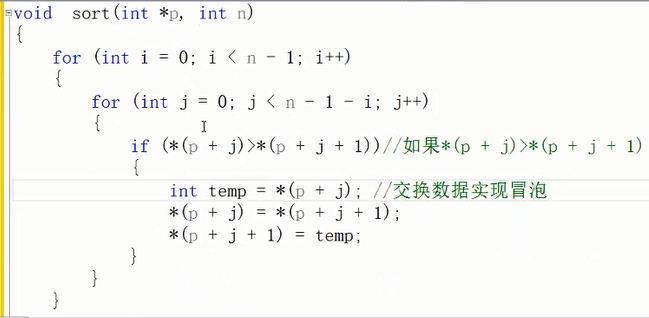 void  sort(int *p, int n)
{
    for (int i = 0; i < n - 1; i++)
    {
        for (int j = 0; j < n - 1 - i; j++)
        {
            if (*(p + j)>*(p + j + 1))//如果*(p + j)>*(p + j + 1)
            {
                int temp = *(p + j); //交换数据实现冒泡
                *(p + j) = *(p + j + 1);
                *(p + j + 1) = temp;
            }
        }
    }